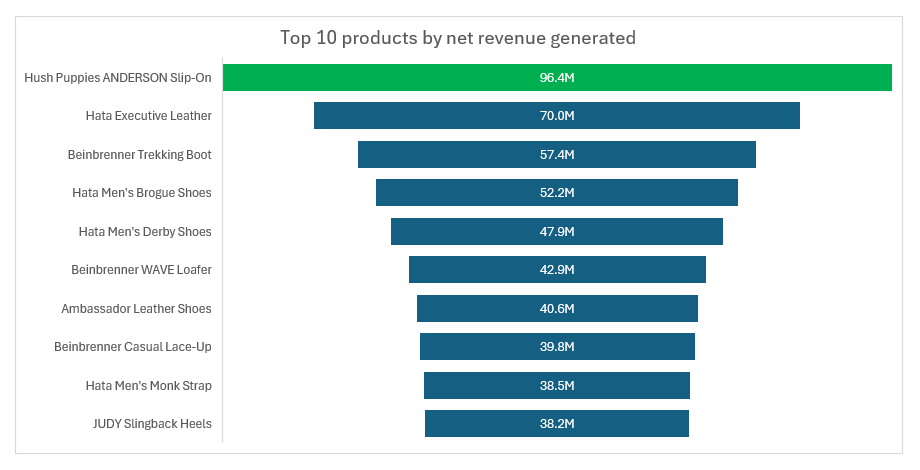 Top 10 products by net revenue generated
Hush Puppies ANDERSON Slip-On 96.4M
Hata Executive Leather 70.0M
Beinbrenner Trekking Boot 57.4M
Hata Men's Brogue Shoes 52.2M
Hata Men's Derby Shoes 47.9M
Beinbrenner WAVE Loafer 42.9M
Ambassador Leather Shoes 40.6M
Beinbrenner Casual Lace-Up 39.8M
Hata Men's Monk Strap 38.5M
JUDY Slingback Heels 38.2M